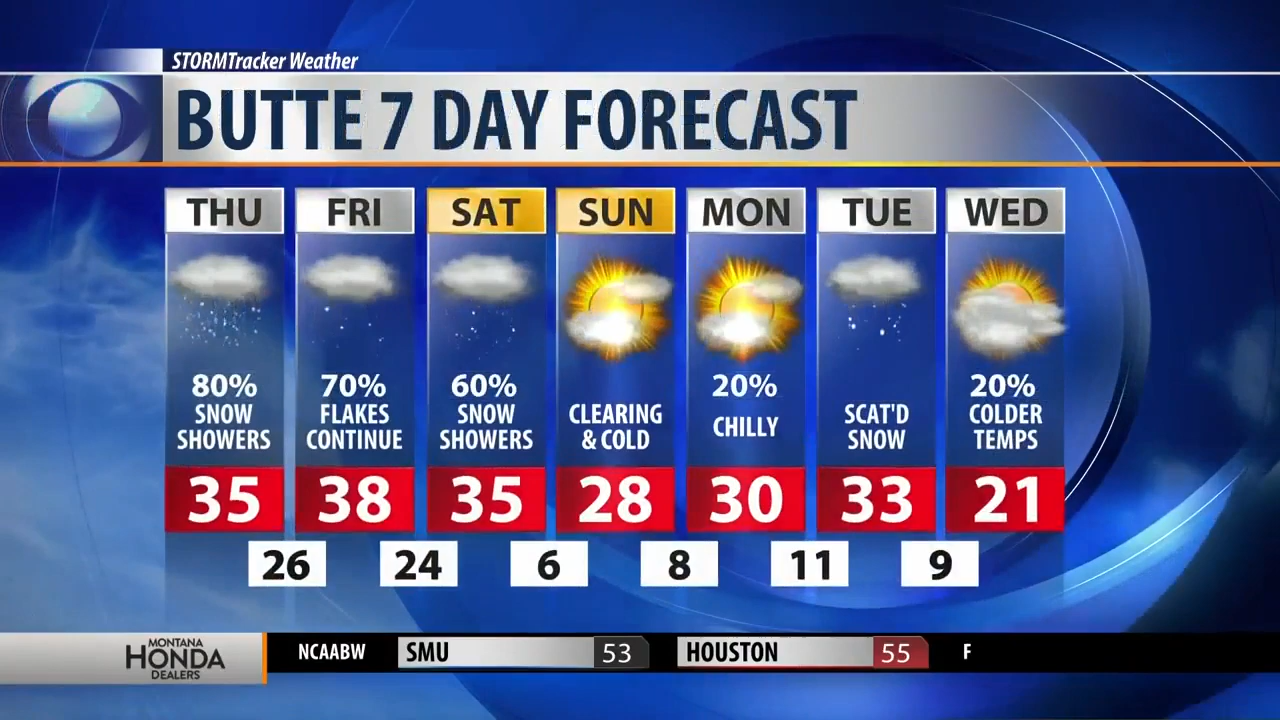 STORMTracker Weather
BUTTE 7 DAY FORECAST
THU FRI SAT SUN MON TUE WED
80% 70% 60% 20% 20%
SNOW FLAKES SNOW CLEARING CHILLY SCAT'D COLDER
SHOWERS CONTINUE SHOWERS & COLD SNOW TEMPS
35 38 35 28 30 33 21
26 24 6 8 11 9
MONTANA
HONDA
DEALERS
NCAABW SMU 53 HOUSTON 55 F